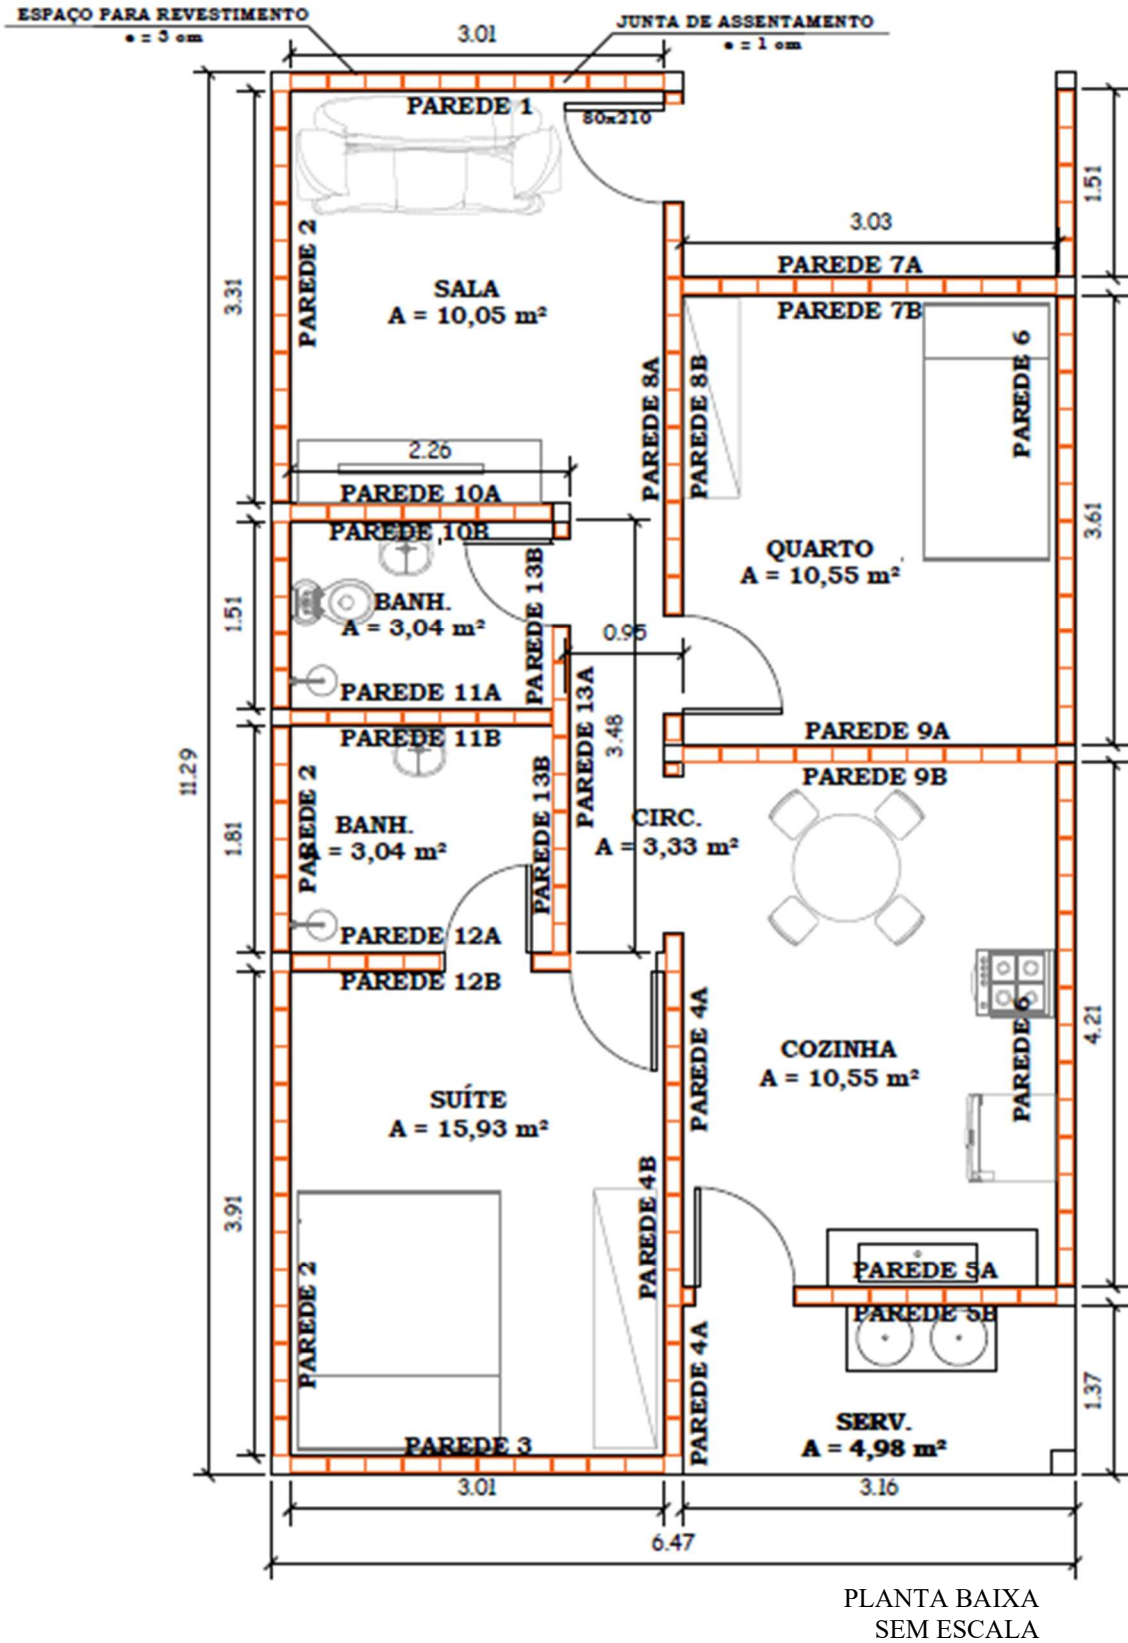 ESPAÇO PARA REVESTIMENTO
e = 3 cm
JUNTA DE ASSENTAMENTO
e = 1 cm
3.01
PAREDE 1
80x210
1.51
3.03
PAREDE 7A
PAREDE 7B
PAREDE 2
3.31
SALA
A = 10,05 m²
PAREDE 8A
PAREDE 8B
PAREDE 6
2.26
PAREDE 10A
PAREDE 10B
3.61
QUARTO
A = 10,55 m²
1.51
BANH.
A = 3,04 m²
PAREDE 13B
0.95
PAREDE 11A
PAREDE 13A
3.48
PAREDE 11B
PAREDE 9A
PAREDE 9B
11.29
1.81
PAREDE 2
BANH.
A = 3,04 m²
PAREDE 13B
CIRC.
A = 3,33 m²
PAREDE 12A
PAREDE 12B
4.21
PAREDE 4A
COZINHA
A = 10,55 m²
PAREDE 6
SUÍTE
A = 15,93 m²
3.91
PAREDE 4B
PAREDE 2
PAREDE 5A
PAREDE 5B
PAREDE 4A
1.37
SERV.
A = 4,98 m²
PAREDE 3
3.01
3.16
6.47
PLANTA BAIXA
SEM ESCALA